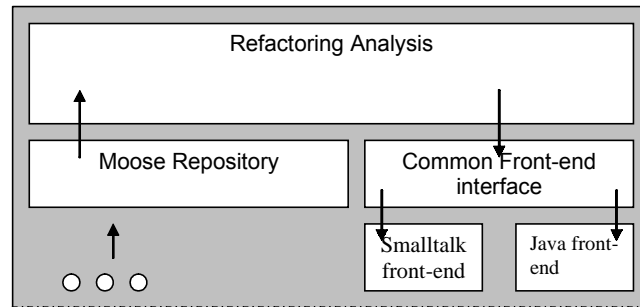 Refactoring Analysis
Moose Repository
Common Front-end
interface
Smalltalk
front-end
Java front-
end